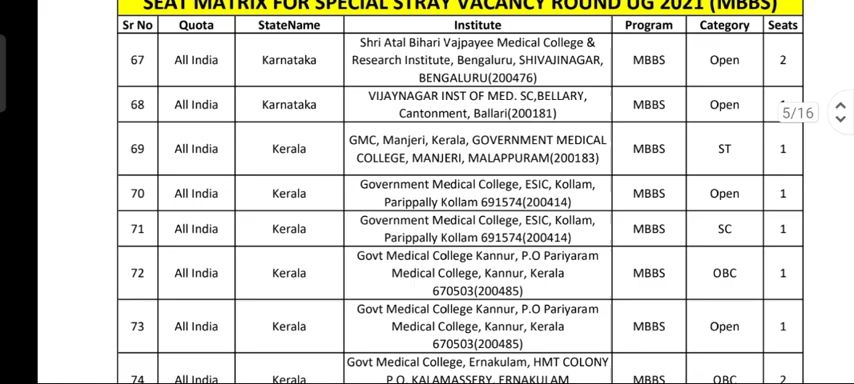 SEAT MATRIX FOR SPECIAL STRAY VACANCY ROUND UG 2021 (MBBS)
Sr No Quota StateName Institute Program Category Seats
67 All India Karnataka Shri Atal Bihari Vajpayee Medical College & MBBS Open 2
Research Institute, Bengaluru, SHIVAJINAGAR,
BENGALURU(200476)
68 All India Karnataka VIJAYNAGAR INST OF MED. SC,BELLARY, MBBS Open
Cantonment, Ballari(200181)
5/16
69 All India Kerala GMC, Manjeri, Kerala, GOVERNMENT MEDICAL MBBS ST 1
COLLEGE, MANJERI, MALAPPURAM(200183)
70 All India Kerala Government Medical College, ESIC, Kollam, MBBS Open 1
Parippally Kollam 691574(200414)
71 All India Kerala Government Medical College, ESIC, Kollam, MBBS SC 1
Parippally Kollam 691574(200414)
72 All India Kerala Govt Medical College Kannur, P.O Pariyaram MBBS OBC 1
Medical College, Kannur, Kerala
670503(200485)
73 All India Kerala Govt Medical College Kannur, P.O Pariyaram MBBS Open 1
Medical College, Kannur, Kerala
670503(200485)
74 All India Kerala Govt Medical College, Ernakulam, HMT COLONY MBBS OBC 2
P.O, KALAMASSERY, ERNAKULAM